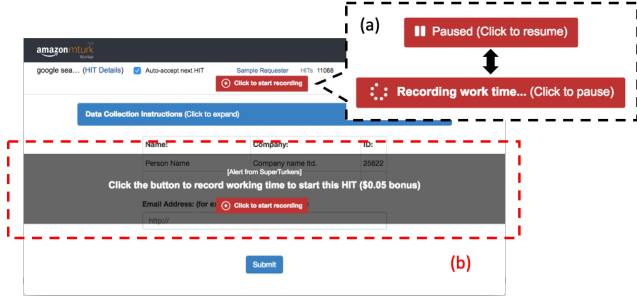 (a)
Paused (Click to resume)
Recording work time... (Click to pause)
amazon mturk
Worker
google sea... (HIT Details) Auto-accept next HIT Sample Requester HITs 11068
Click to start recording
Data Collection Instructions (Click to expand)
Name: Company: ID:
Person Name Company name ltd. 25822
[Alert from SuperTurkers]
Click the button to record working time to start this HIT ($0.05 bonus)
Email Address: (for e
Click to start recording
http://
Submit
(b)